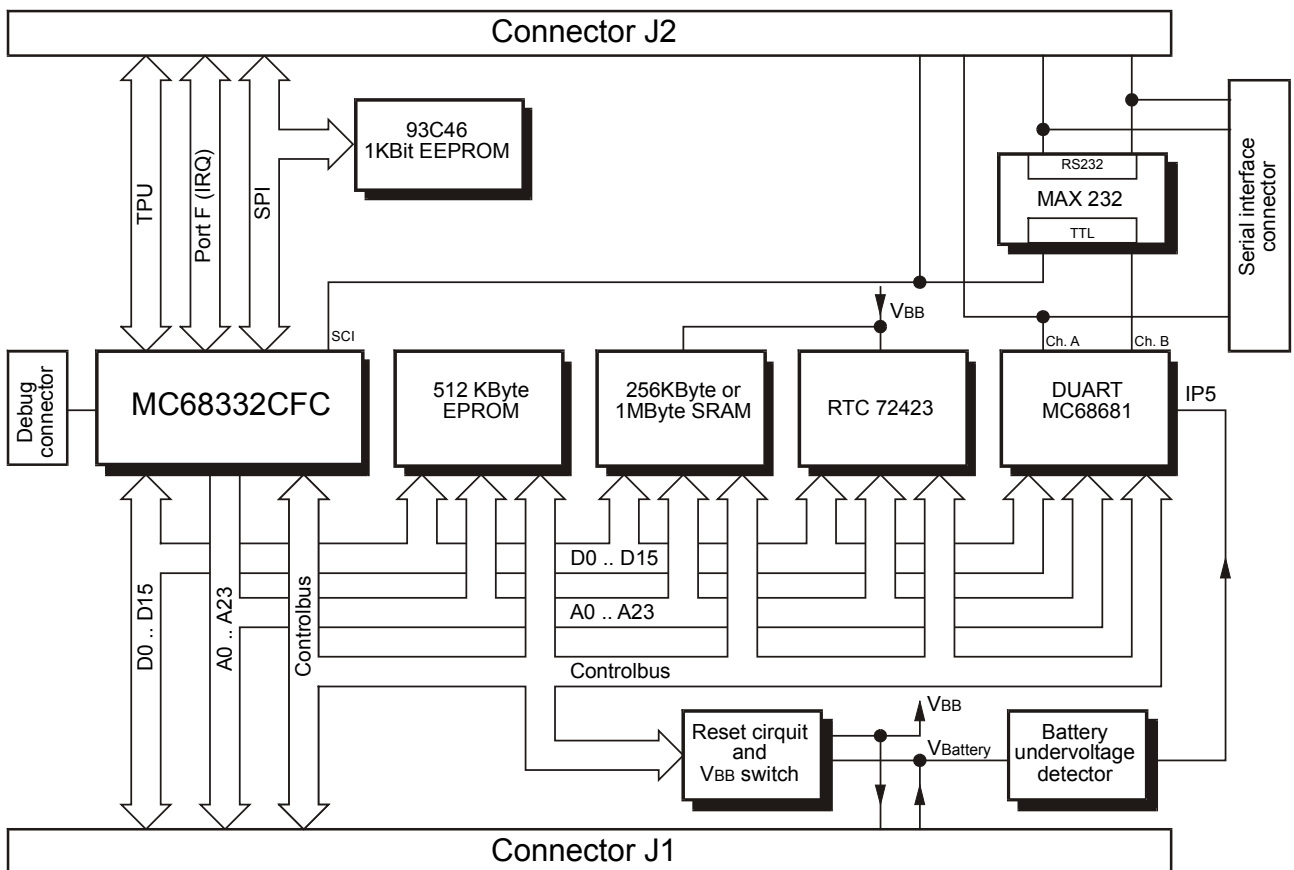 Connector J2
93C46
1KBit EEPROM
TPU
Port F (IRQ)
SPI
RS232
MAX 232
TTL
Serial interface
connector
VBB
SCI
Ch. A
Ch. B
Debug
connector
MC68332CFC
512 KByte
EPROM
256KByte or
1MByte SRAM
RTC 72423
DUART
MC68681
IP5
D0 .. D15
A0 .. A23
Controlbus
D0 .. D15
A0 .. A23
Controlbus
Reset cirquit
and
VBB switch
VBB
VBattery
Battery
undervoltage
detector
Connector J1